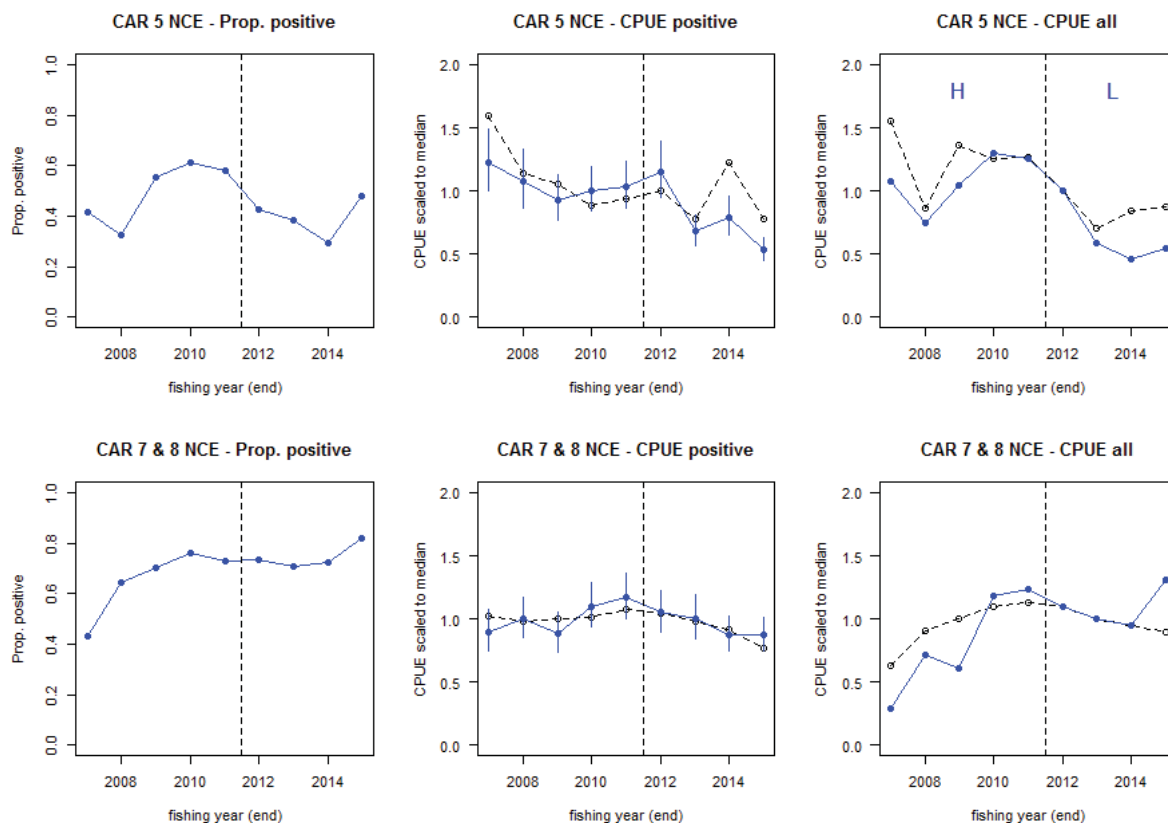 CAR 5 NCE - Prop. positive
Prop. positive
1.0
0.8
0.6
0.4
0.2
0.0
2008 2010 2012 2014
fishing year (end)
CAR 5 NCE - CPUE positive
CPUE scaled to median
2.0
1.5
1.0
0.5
0.0
2008 2010 2012 2014
fishing year (end)
CAR 5 NCE - CPUE all
CPUE scaled to median
2.0
1.5
1.0
0.5
0.0
H L
2008 2010 2012 2014
fishing year (end)
CAR 7 & 8 NCE - Prop. positive
Prop. positive
1.0
0.8
0.6
0.4
0.2
0.0
2008 2010 2012 2014
fishing year (end)
CAR 7 & 8 NCE - CPUE positive
CPUE scaled to median
2.0
1.5
1.0
0.5
0.0
2008 2010 2012 2014
fishing year (end)
CAR 7 & 8 NCE - CPUE all
CPUE scaled to median
2.0
1.5
1.0
0.5
0.0
2008 2010 2012 2014
fishing year (end)